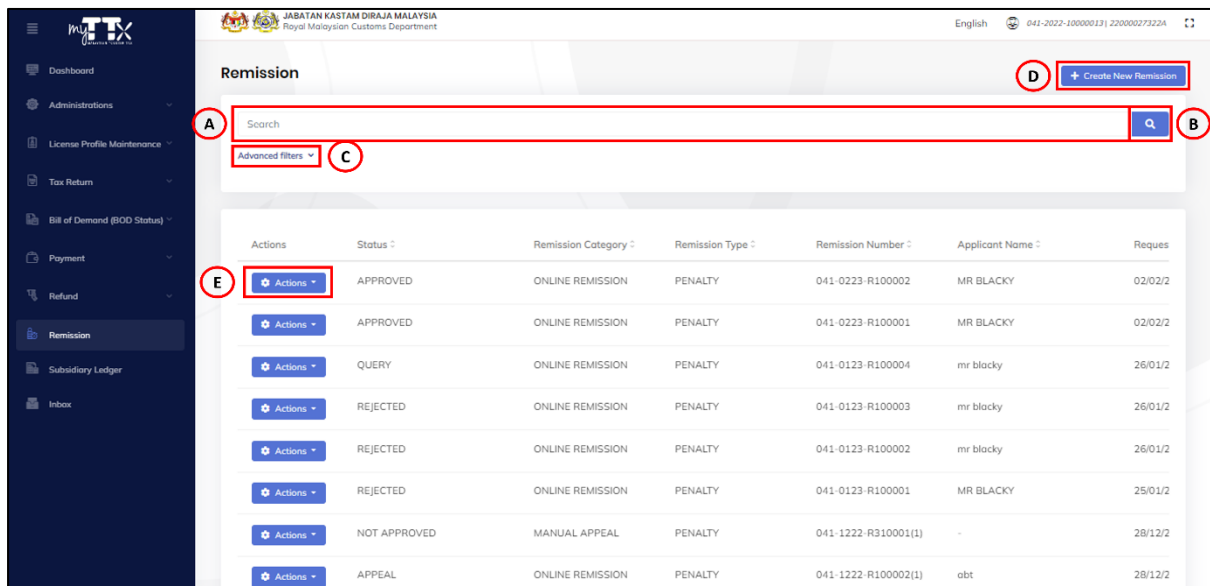 myTTx
JABATAN KASTAM DIRAJA MALAYSIA
Royal Malaysian Customs Department
English 041-2022-10000013| 22000027322A
Dashboard
Administrations
License Profile Maintenance
Tax Return
Bill of Demand (BOD Status)
Payment
Refund
Remission
Subsidiary Ledger
Inbox
Remission
D + Create New Remission
A Search B
Advanced filters C
Actions Status Remission Category Remission Type Remission Number Applicant Name Reques
E Actions APPROVED ONLINE REMISSION PENALTY 041-0223-R100002 MR BLACKY 02/02/2
Actions APPROVED ONLINE REMISSION PENALTY 041-0223-R100001 MR BLACKY 02/02/2
Actions QUERY ONLINE REMISSION PENALTY 041-0123-R100004 mr blacky 26/01/2
Actions REJECTED ONLINE REMISSION PENALTY 041-0123-R100003 mr blacky 26/01/2
Actions REJECTED ONLINE REMISSION PENALTY 041-0123-R100002 mr blacky 26/01/2
Actions REJECTED ONLINE REMISSION PENALTY 041-0123-R100001 MR BLACKY 25/01/2
Actions NOT APPROVED MANUAL APPEAL PENALTY 041-1222-R310001(1) - 28/12/2
Actions APPEAL ONLINE REMISSION PENALTY 041-1222-R100002(1) abt 28/12/2